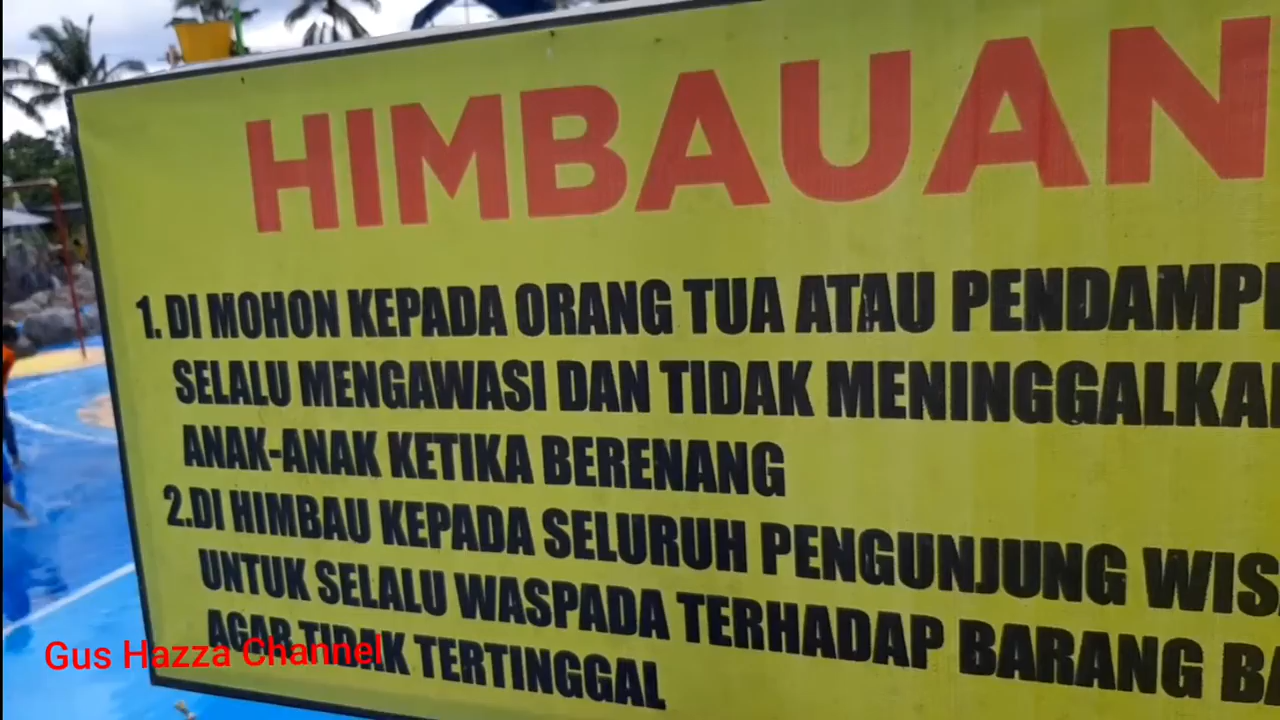 HIMBAUAN
1. DI MOHON KEPADA ORANG TUA ATAU
SELALU MENGAWASI DAN TIDAK
ANAK-ANAK KETIKA BERENANG
2.DI HIMBAU KEPADA SELURUH PENGUNJUNG
UNTUK SELALU WASPADA TERHADAP BARANG
AGAR TIDAK TERTINGGAL
Gus Hazza Channel